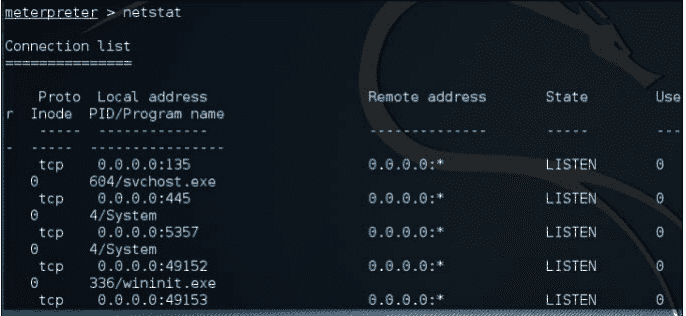 meterpreter > netstat
Connection list
===============
Proto Local address Remote address State Use
r Inode PID/Program name
----- ------------- -------------- ----- ---
- ----- ----------------
tcp 0.0.0.0:135 0.0.0.0:* LISTEN 0
0 604/svchost.exe
tcp 0.0.0.0:445 0.0.0.0:* LISTEN 0
0 4/System
tcp 0.0.0.0:5357 0.0.0.0:* LISTEN 0
0 4/System
tcp 0.0.0.0:49152 0.0.0.0:* LISTEN 0
0 336/wininit.exe
tcp 0.0.0.0:49153 0.0.0.0:* LISTEN 0